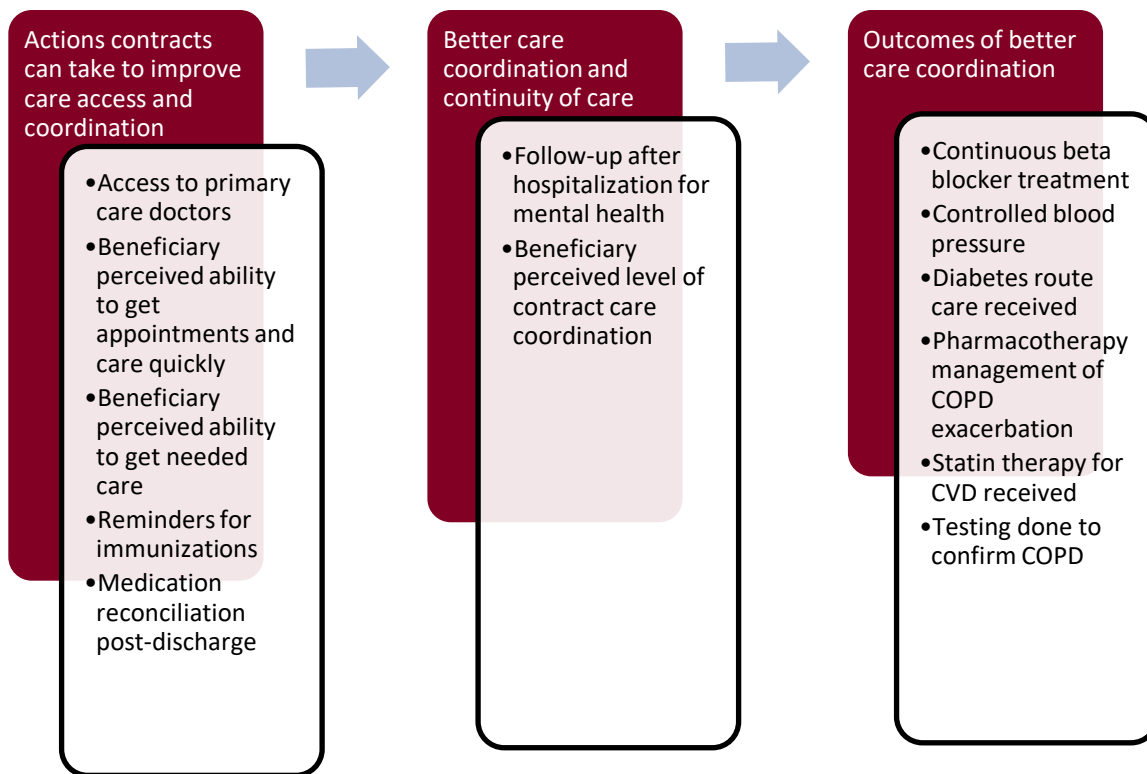 Actions contracts
can take to improve
care access and
coordination
•Access to primary
care doctors
•Beneficiary
perceived ability
to get
appointments and
care quickly
•Beneficiary
perceived ability
to get needed
care
•Reminders for
immunizations
•Medication
reconciliation
post-discharge
Better care
coordination and
continuity of care
•Follow-up after
hospitalization for
mental health
•Beneficiary
perceived level of
contract care
coordination
Outcomes of better
care coordination
•Continuous beta
blocker treatment
•Controlled blood
pressure
•Diabetes route
care received
•Pharmacotherapy
management of
COPD
exacerbation
•Statin therapy for
CVD received
•Testing done to
confirm COPD